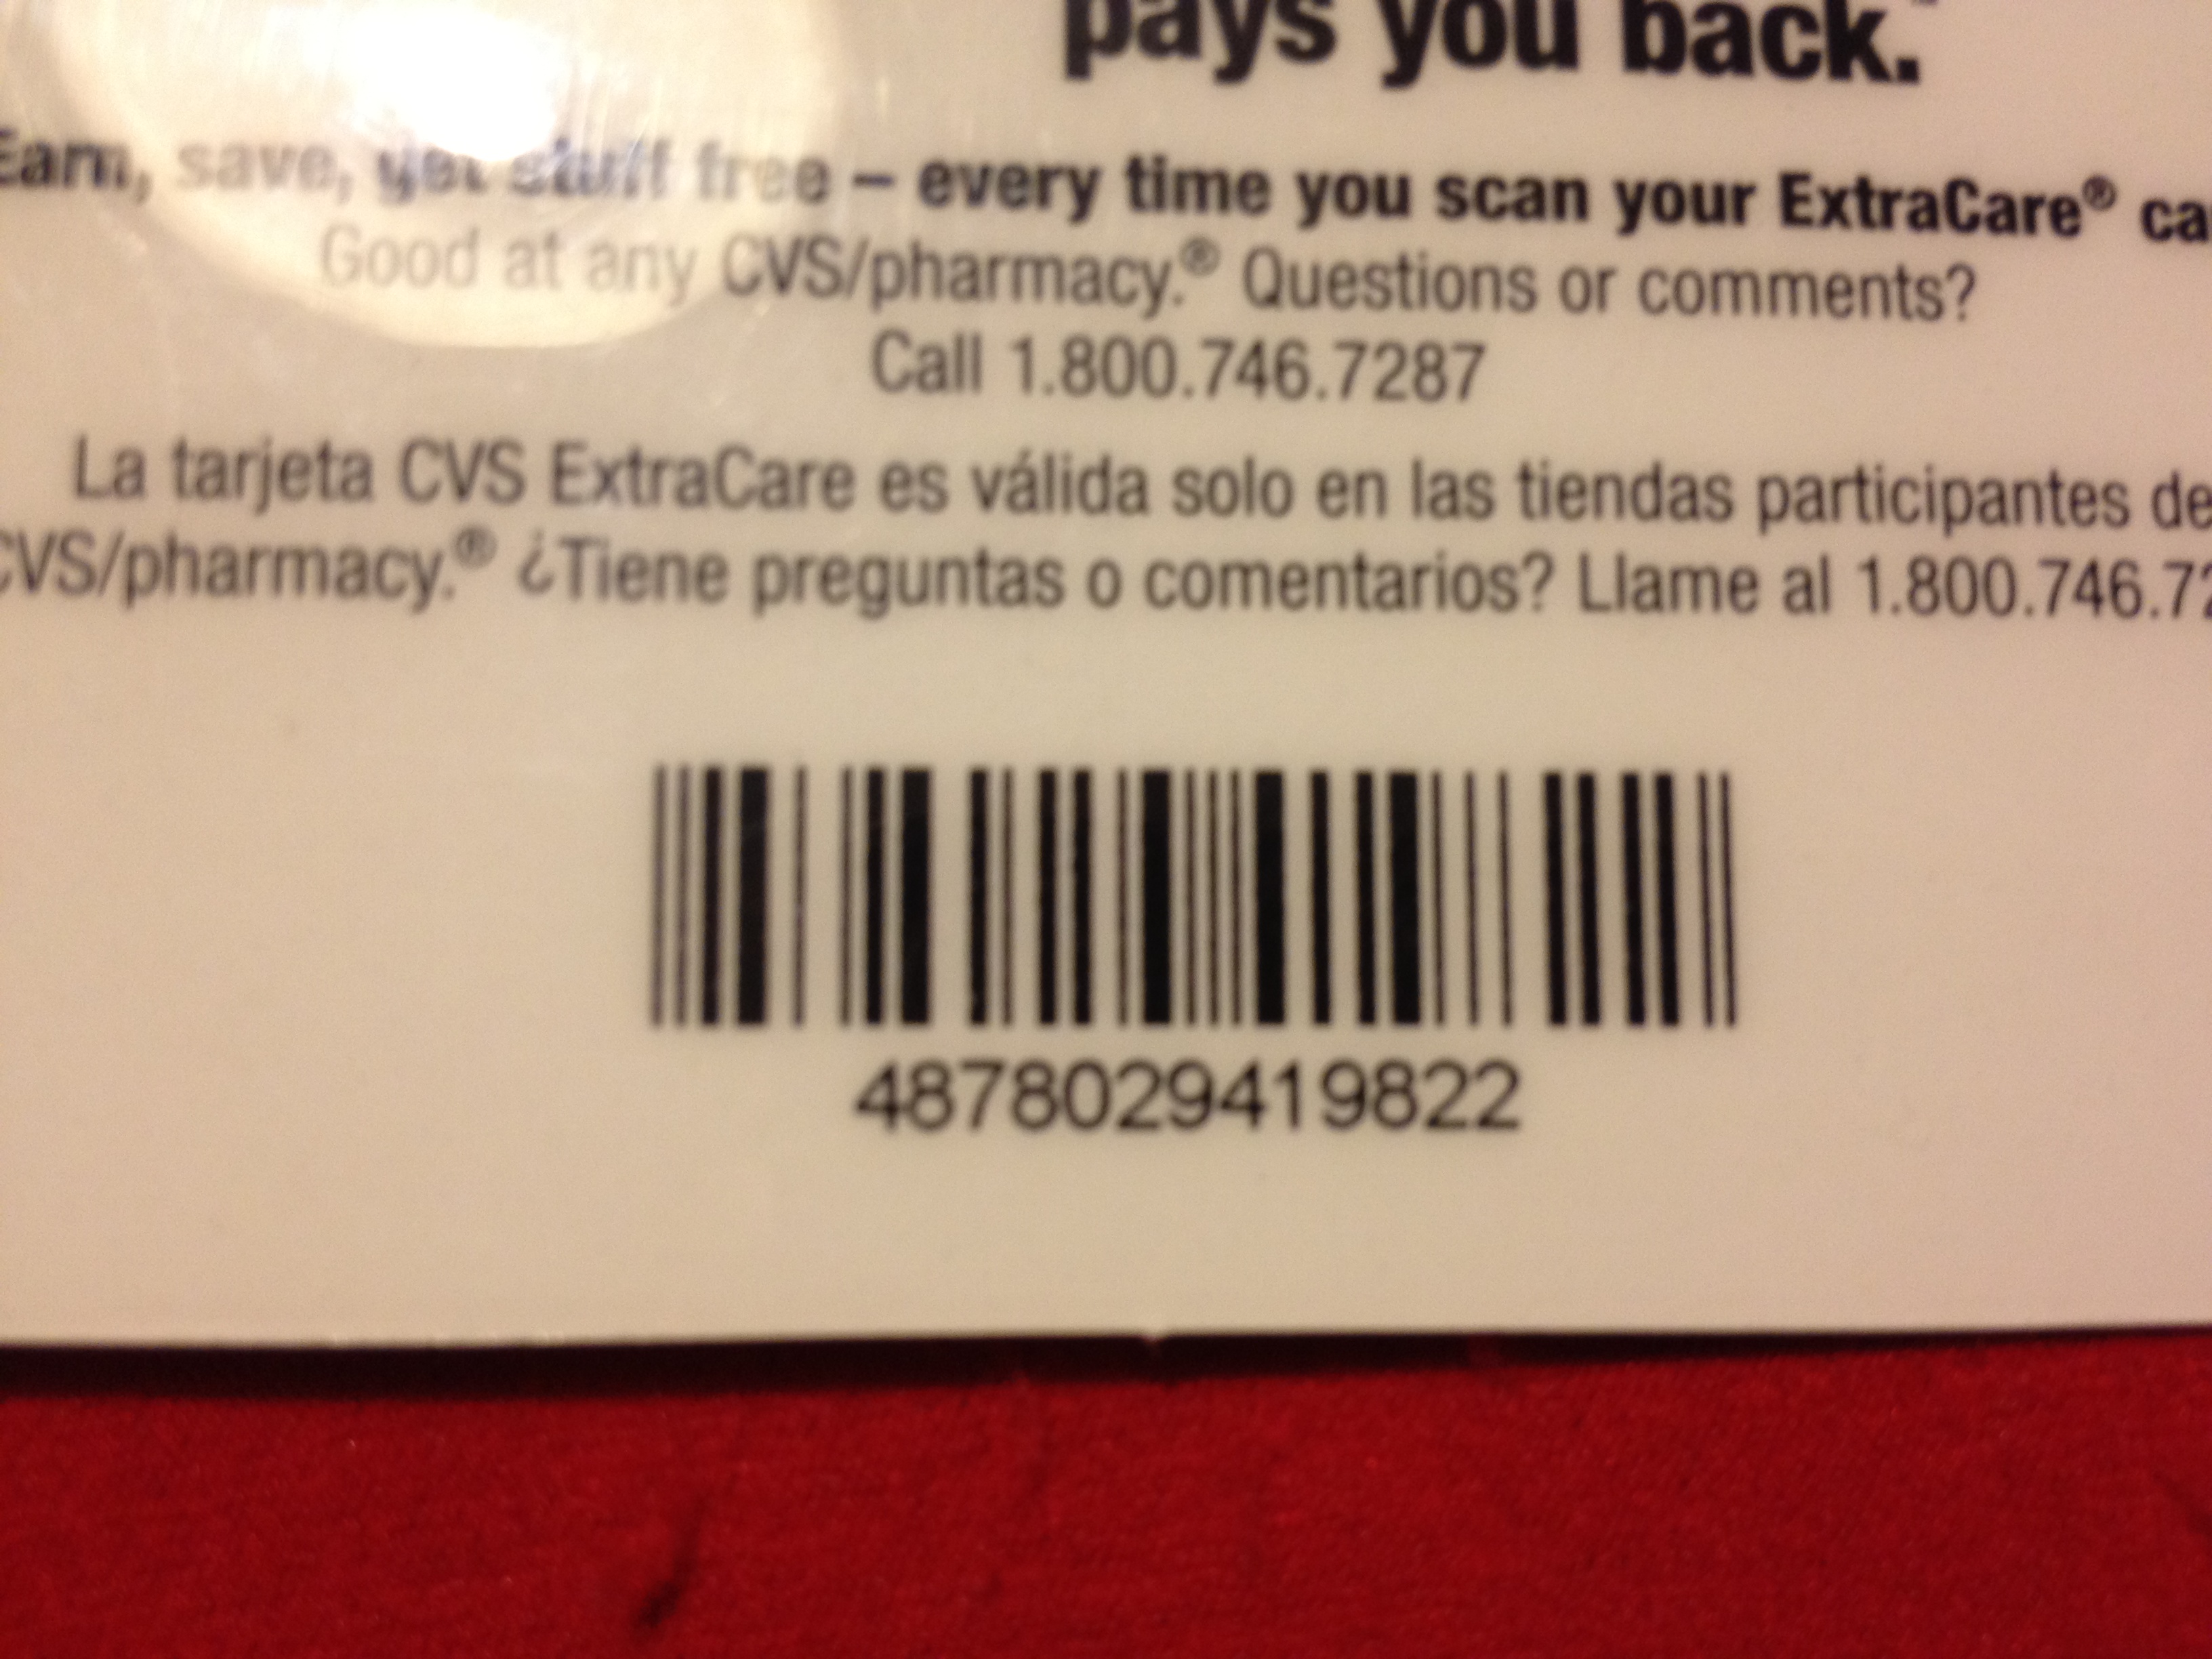 pays you back.
Earn, save, get stuff free – every time you scan your ExtraCare®
Good at any CVS/pharmacy.® Questions or comments?
Call 1.800.746.7287
La tarjeta CVS ExtraCare es válida solo en las tiendas participantes de
CVS/pharmacy.® ¿Tiene preguntas o comentarios? Llame al 1.800.746.72
4878029419822